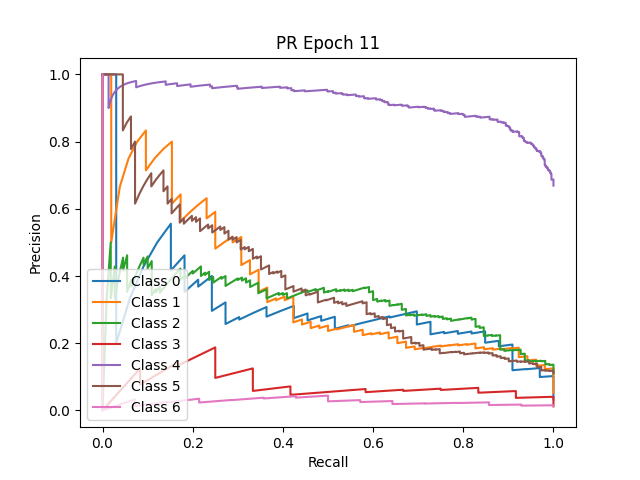 PR Epoch 11
Precision
1.0
0.8
0.6
0.4
0.2
0.0
Class 0
Class 1
Class 2
Class 3
Class 4
Class 5
Class 6
0.0 0.2 0.4 0.6 0.8 1.0
Recall